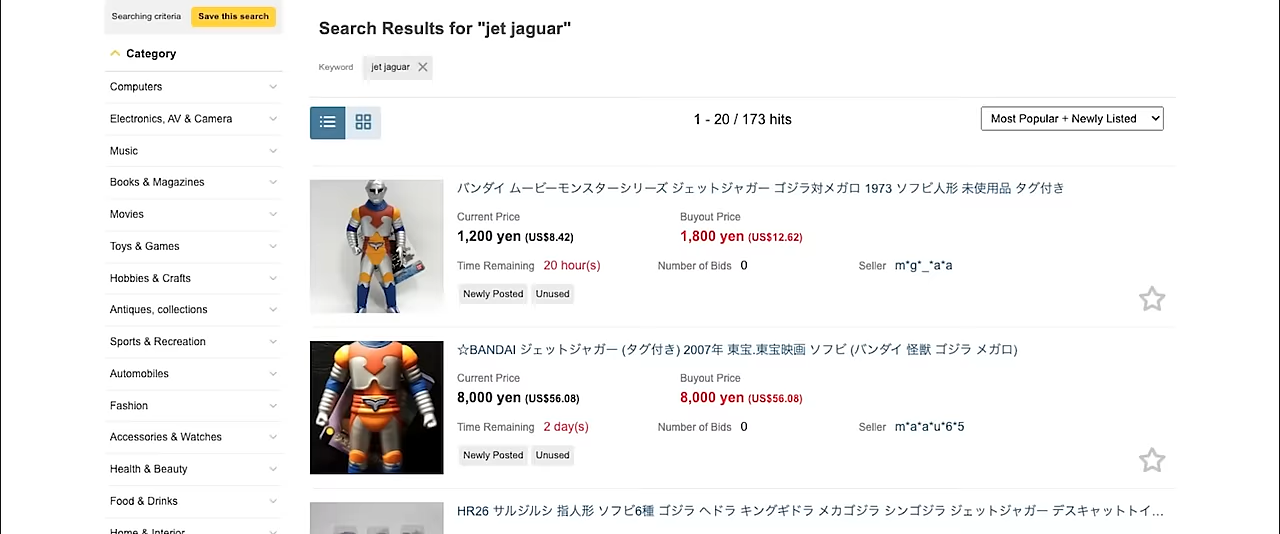 Searching criteria
Save this search
Category
Computers
Electronics, AV & Camera
Music
Books & Magazines
Movies
Toys & Games
Hobbies & Crafts
Antiques, collections
Sports & Recreation
Automobiles
Fashion
Accessories & Watches
Health & Beauty
Food & Drinks
Home & Interior
Search Results for "jet jaguar"
Keyword jet jaguar
1 - 20 / 173 hits
Most Popular + Newly Listed
バンダイ ムービーモンスターシリーズ ジェットジャガー ゴジラ対メガロ 1973 ソフビ人形 未使用品 タグ付き
Current Price Buyout Price
1,200 yen (US$8.42) 1,800 yen (US$12.62)
Time Remaining 20 hour(s) Number of Bids 0 Seller m*g*_*a*a
Newly Posted Unused
☆BANDAI ジェットジャガー (タグ付き) 2007年 東宝.東宝映画 ソフビ (バンダイ 怪獣 ゴジラ メガロ)
Current Price Buyout Price
8,000 yen (US$56.08) 8,000 yen (US$56.08)
Time Remaining 2 day(s) Number of Bids 0 Seller m*a*a*u*6*5
Newly Posted Unused
HR26 サルジルシ 指人形 ソフビ6種 ゴジラ ヘドラ キングギドラ メカゴジラ シンゴジラ ジェットジャガー デスキャットトイ…